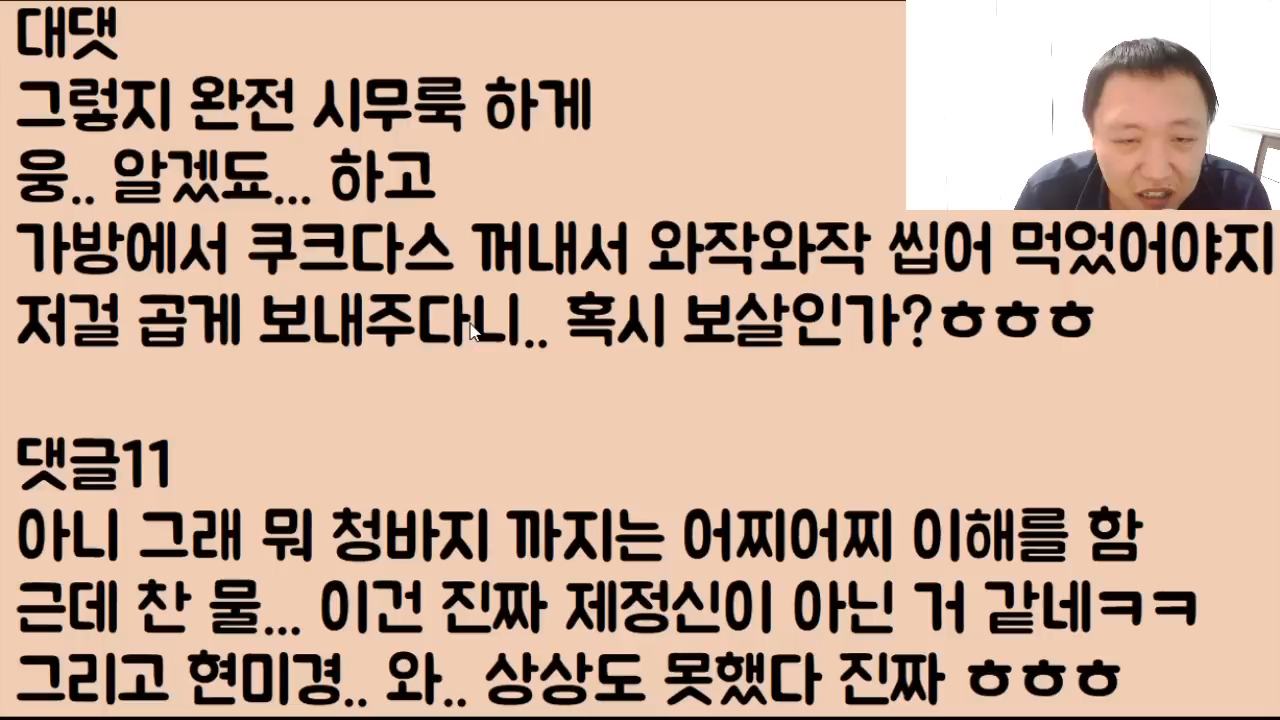 대댓
그렇지 완전 시무룩 하게
웅.. 알겠됴... 하고
가방에서 쿠크다스 꺼내서 와작와작 씹어 먹었어야지
저걸 곱게 보내주다니.. 혹시 보살인가?ㅎㅎㅎ
댓글11
아니 그래 뭐 청바지 까지는 어찌어찌 이해를 함
근데 찬 물... 이건 진짜 제정신이 아닌 거 같네ㅋㅋ
그리고 현미경.. 와.. 상상도 못했다 진짜 ㅎㅎㅎ